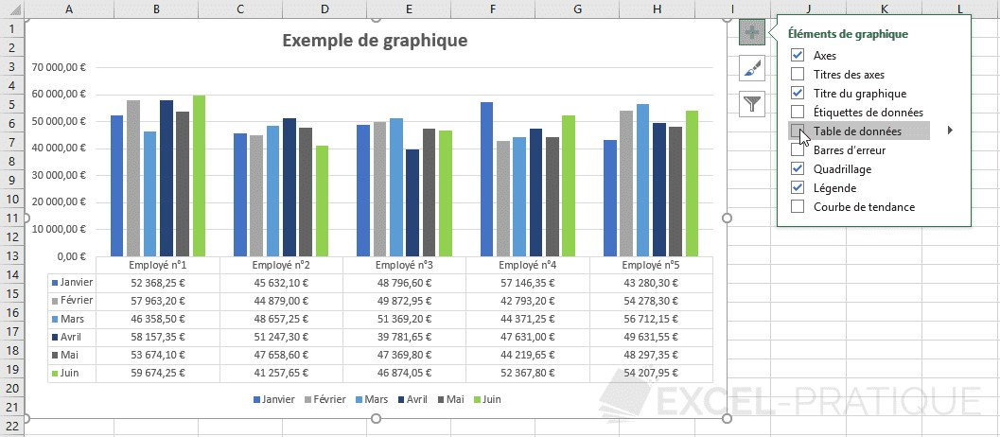 A B C D E F G H I J K L
1
2
3
4
5
6
7
8
9
10
11
12
13
14
15
16
17
18
19
20
21
22
Exemple de graphique
70 000,00 €
60 000,00 €
50 000,00 €
40 000,00 €
30 000,00 €
20 000,00 €
10 000,00 €
0,00 €
Employé n°1 Employé n°2 Employé n°3 Employé n°4 Employé n°5
Janvier 52 368,25 € 45 632,10 € 48 796,60 € 57 146,35 € 43 280,30 €
Février 57 963,20 € 44 879,00 € 49 872,95 € 42 793,20 € 54 278,30 €
Mars 46 358,50 € 48 657,25 € 51 369,20 € 44 371,25 € 56 712,15 €
Avril 58 157,35 € 51 247,30 € 39 781,65 € 47 631,00 € 49 631,55 €
Mai 53 674,10 € 47 658,60 € 47 369,80 € 44 219,65 € 48 297,35 €
Juin 59 674,25 € 41 257,65 € 46 874,05 € 52 367,80 € 54 207,95 €
Janvier Février Mars Avril Mai Juin
Éléments de graphique
Axes
Titres des axes
Titre du graphique
Étiquettes de données
Table de données
Barres d'erreur
Quadrillage
Légende
Courbe de tendance
EXCEL-PRATIQUE